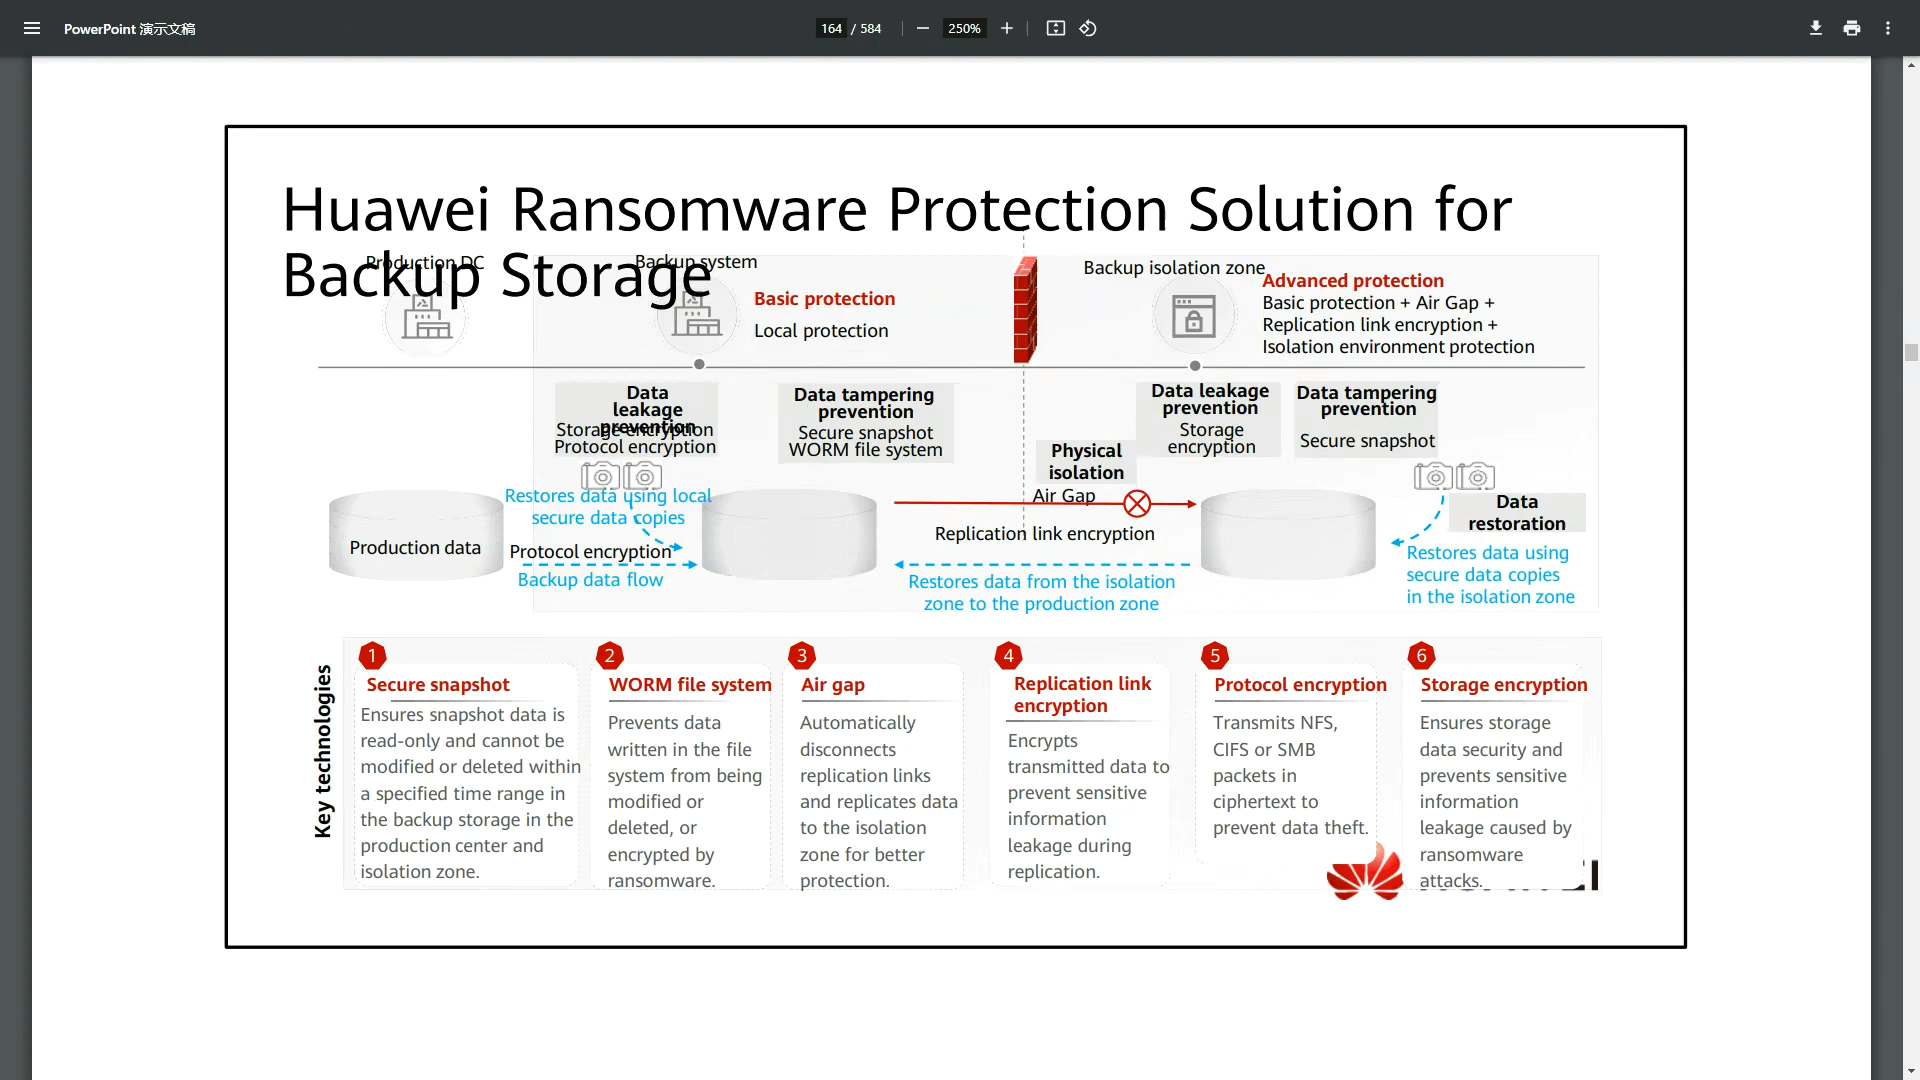 PowerPoint 演示文稿
164 / 584
250%
Huawei Ransomware Protection Solution for
Backup Storage
Production DC
Backup system
Basic protection
Local protection
Backup isolation zone
Advanced protection
Basic protection + Air Gap +
Replication link encryption +
Isolation environment protection
Data
leakage
prevention
Storage encryption
Protocol encryption
Data tampering
prevention
Secure snapshot
WORM file system
Data leakage
prevention
Storage
encryption
Data tampering
prevention
Secure snapshot
Physical
isolation
Air Gap
Replication link encryption
Restores data using local
secure data copies
Production data
Protocol encryption
Backup data flow
Restores data from the isolation
zone to the production zone
Data
restoration
Restores data using
secure data copies
in the isolation zone
Key technologies
1
Secure snapshot
Ensures snapshot data is
read-only and cannot be
modified or deleted within
a specified time range in
the backup storage in the
production center and
isolation zone.
2
WORM file system
Prevents data
written in the file
system from being
modified or
deleted, or
encrypted by
ransomware.
3
Air gap
Automatically
disconnects
replication links
and replicates data
to the isolation
zone for better
protection.
4
Replication link
encryption
Encrypts
transmitted data to
prevent sensitive
information
leakage during
replication.
5
Protocol encryption
Transmits NFS,
CIFS or SMB
packets in
ciphertext to
prevent data theft.
6
Storage encryption
Ensures storage
data security and
prevents sensitive
information
leakage caused by
ransomware
attacks.